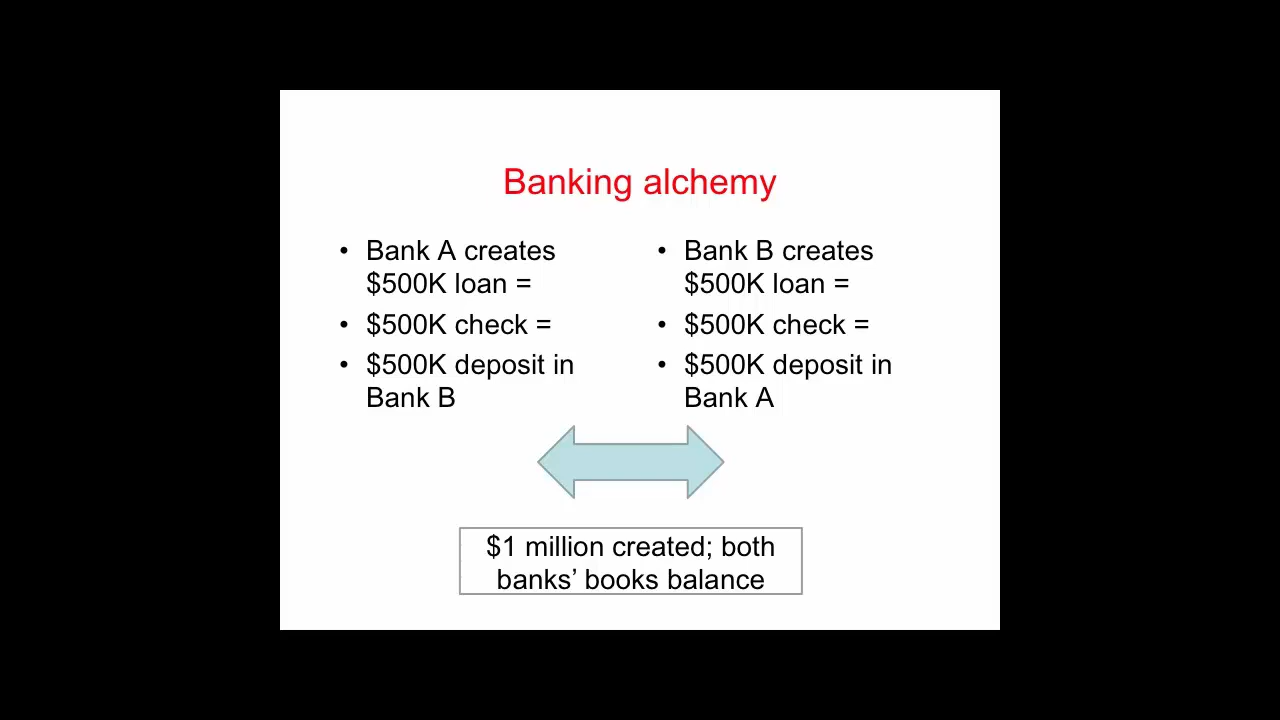 Banking alchemy
• Bank A creates
$500K loan =
• $500K check =
• $500K deposit in
Bank B
• Bank B creates
$500K loan =
• $500K check =
• $500K deposit in
Bank A
$1 million created; both
banks’ books balance